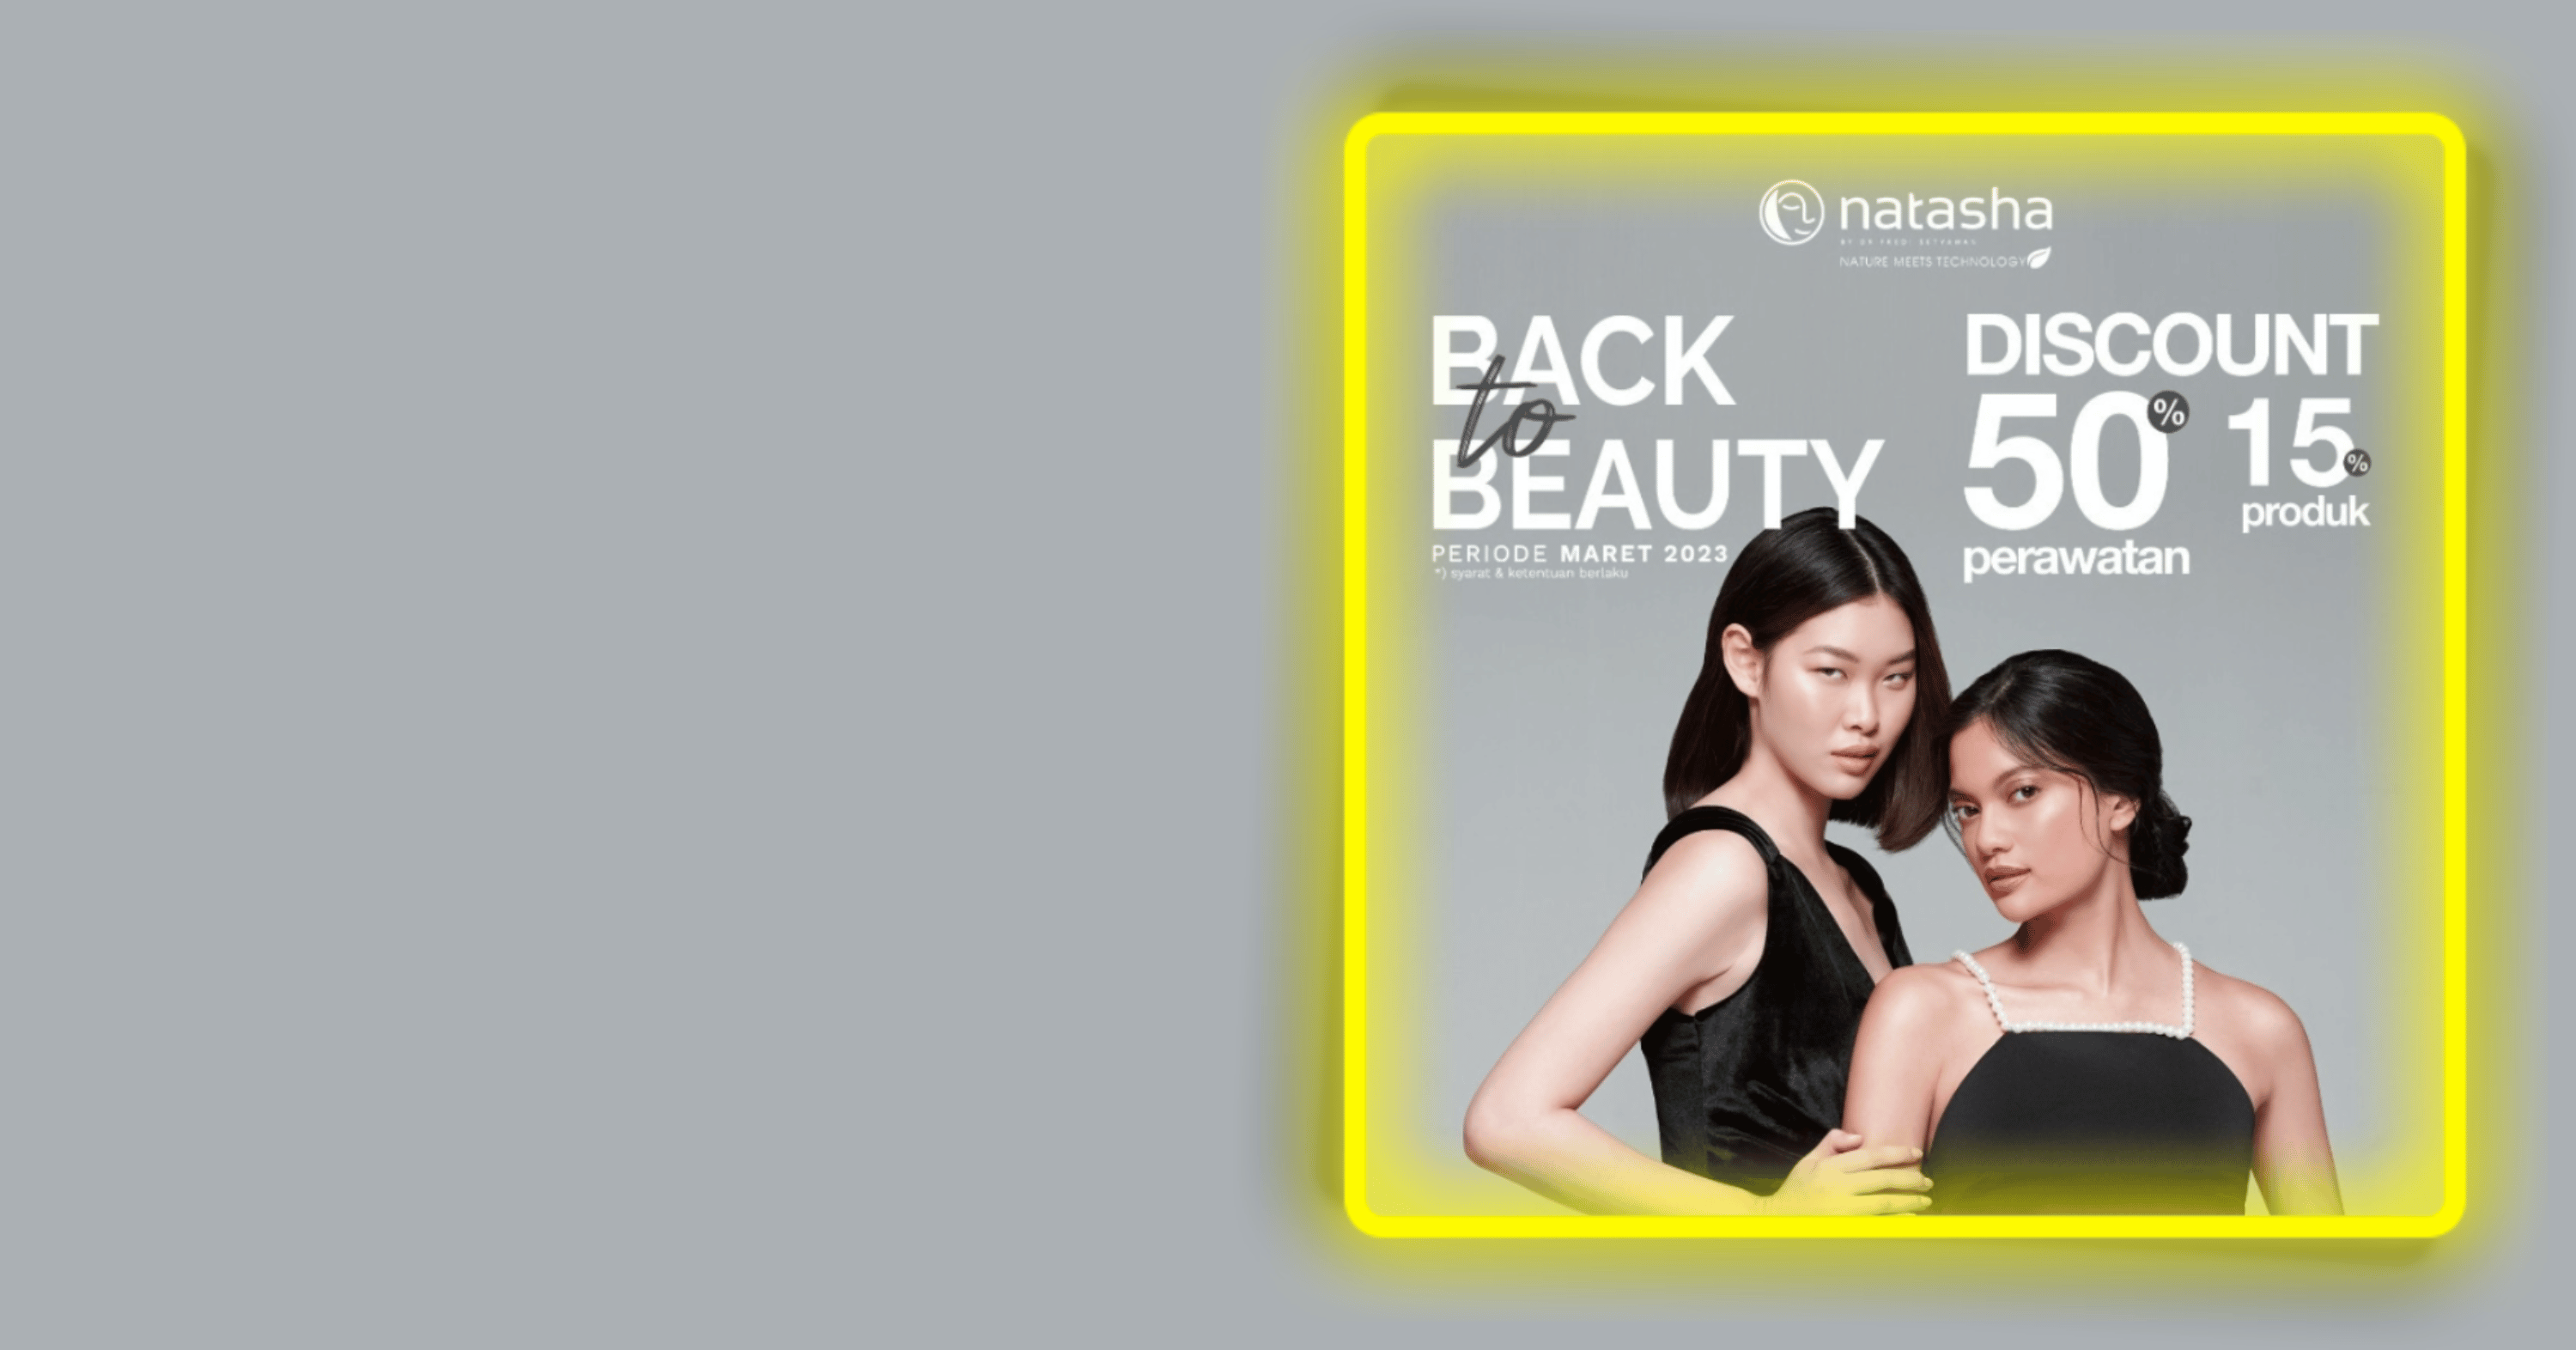 natasha
NATURE MEETS TECHNOLOGY
BACK
to
BEAUTY
PERIODE MARET 2023
*) syarat & ketentuan berlaku
DISCOUNT
50%
perawatan
15%
produk